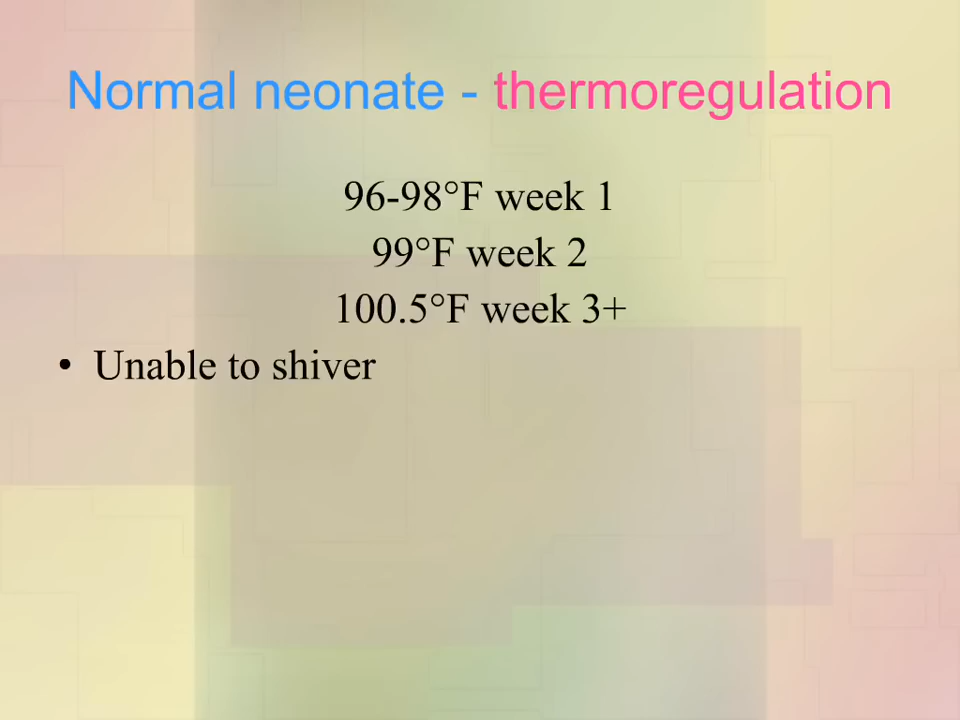 Normal neonate - thermoregulation
96-98°F week 1
99°F week 2
100.5°F week 3+
• Unable to shiver